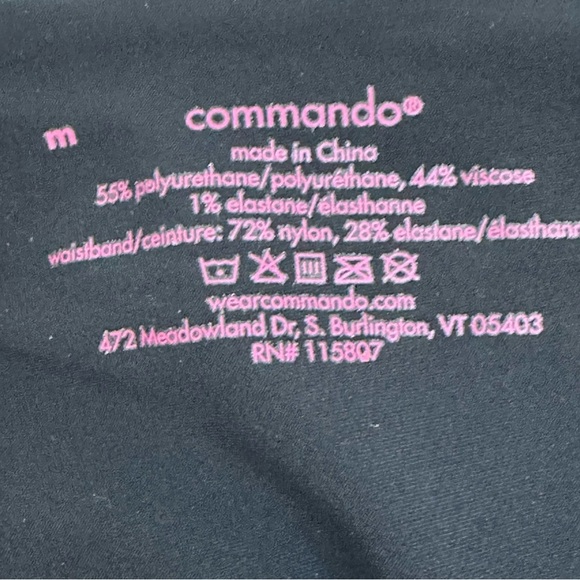 m
commando®
made in China
55% polyurethane/polyuréthane, 44% viscose
1% elastane/élasthanne
waistband/ceinture: 72% nylon, 28% elastane/élasthann
wearcommando.com
472 Meadowland Dr, S. Burlington, VT 05403
RN# 115807